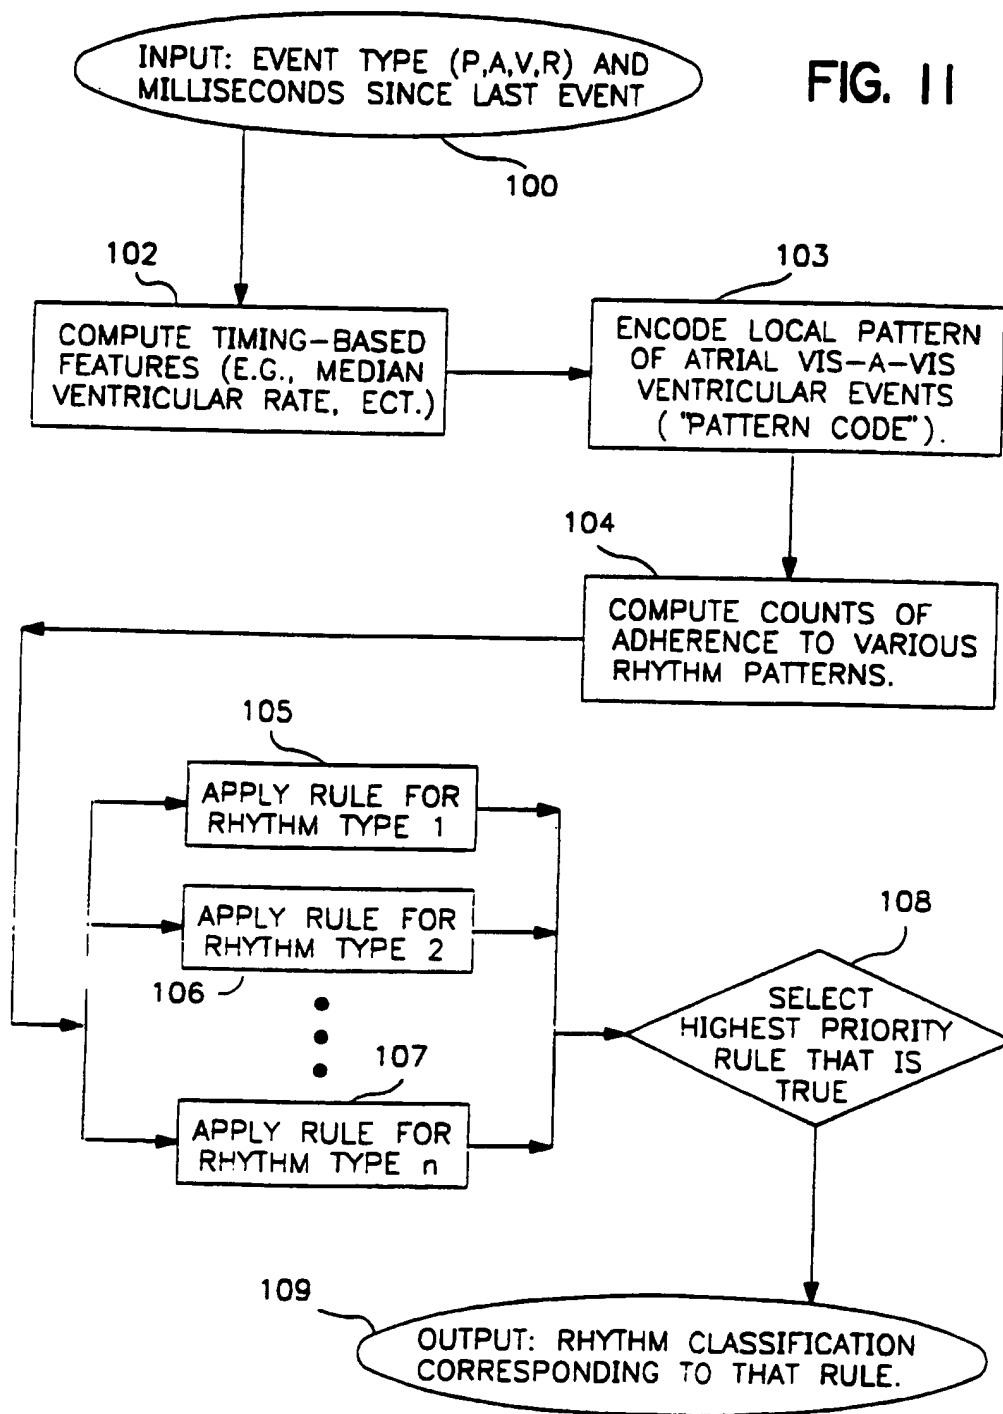 INPUT: EVENT TYPE (P,A,V,R) AND
MILLISECONDS SINCE LAST EVENT
FIG. 11
100
102
COMPUTE TIMING-BASED
FEATURES (E.G., MEDIAN
VENTRICULAR RATE, ECT.)
103
ENCODE LOCAL PATTERN
OF ATRIAL VIS-A-VIS
VENTRICULAR EVENTS
( "PATTERN CODE").
104
COMPUTE COUNTS OF
ADHERENCE TO VARIOUS
RHYTHM PATTERNS.
105
APPLY RULE FOR
RHYTHM TYPE 1
APPLY RULE FOR
RHYTHM TYPE 2
106
107
APPLY RULE FOR
RHYTHM TYPE n
108
SELECT
HIGHEST PRIORITY
RULE THAT IS
TRUE
109
OUTPUT: RHYTHM CLASSIFICATION
CORRESPONDING TO THAT RULE.